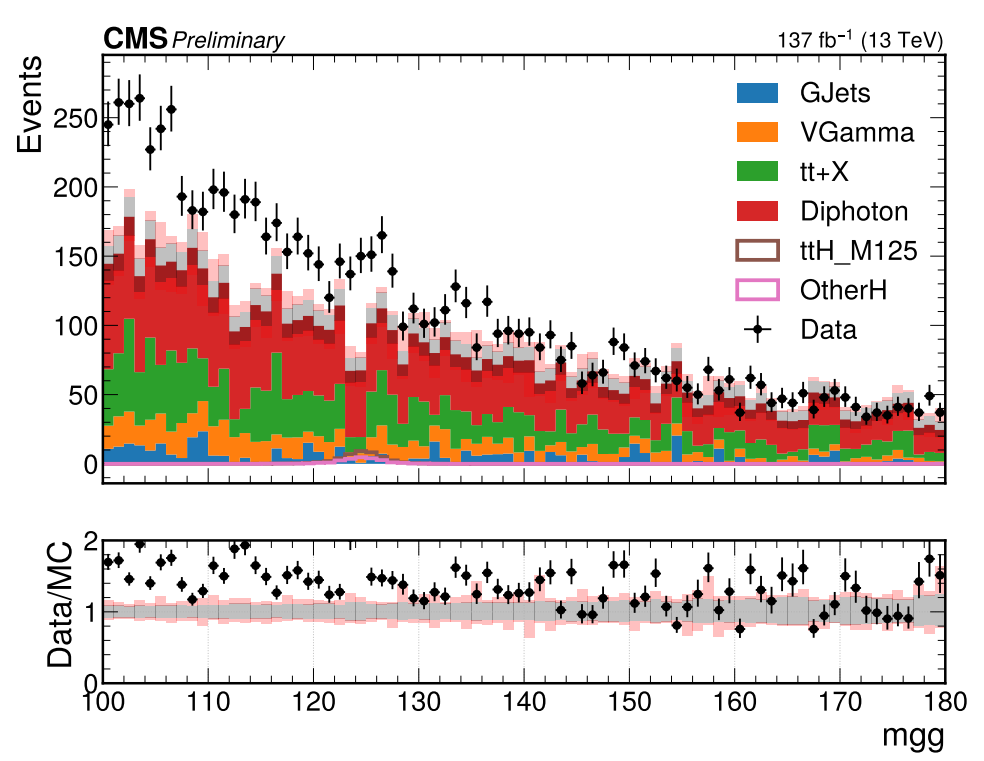 CMS Preliminary 137 fb⁻¹ (13 TeV)
Events
250
200
150
100
50
0
GJets
VGamma
tt+X
Diphoton
ttH_M125
OtherH
Data
Data/MC
2
1
0
100 110 120 130 140 150 160 170 180
mgg